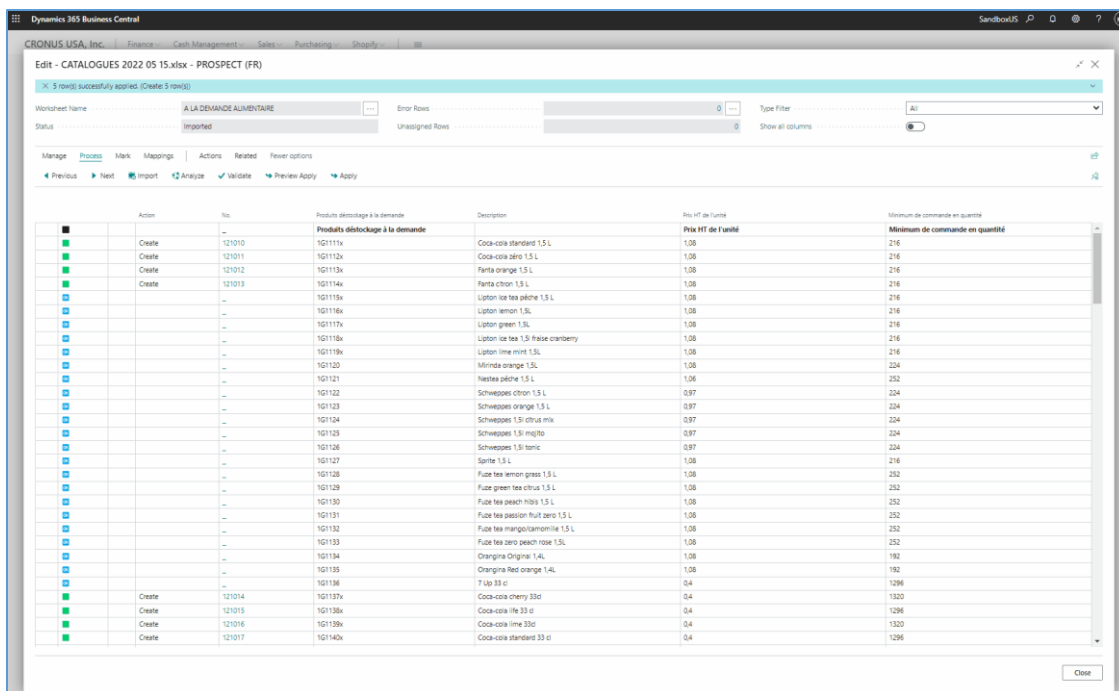 Dynamics 365 Business Central SandboxUS ?
CRONUS USA, Inc. Finance Cash Management Sales Purchasing Shopify
Edit - CATALOGUES 2022 05 15.xlsx - PROSPECT (FR)
5 row(s) successfully applied. (Create: 5 row(s))
Worksheet Name A LA DEMANDE ALIMENTAIRE ... Error Rows 0 ... Type Filter All
Status Imported Unassigned Rows 0 Show all columns
Manage Process Mark Mappings Actions Related Fewer options
Previous Next Import Analyze Validate Preview Apply Apply
Action No. Produits déstockage à la demande Description Prix HT de l'unité Minimum de commande en quantité
_ Produits déstockage à la demande Prix HT de l'unité Minimum de commande en quantité
Create 121010 1G1111x Coca-cola standard 1,5 L 1,08 216
Create 121011 1G1112x Coca-cola zéro 1,5 L 1,08 216
Create 121012 1G1113x Fanta orange 1,5 L 1,08 216
Create 121013 1G1114x Fanta citron 1,5 L 1,08 216
_ 1G1115x Lipton ice tea pêche 1,5 L 1,08 216
_ 1G1116x Lipton lemon 1,5L 1,08 216
_ 1G1117x Lipton green 1,5L 1,08 216
_ 1G1118x Lipton ice tea 1,5l fraise cranberry 1,08 216
_ 1G1119x Lipton lime mint 1,5L 1,08 216
_ 1G1120 Mirinda orange 1,5L 1,08 224
_ 1G1121 Nestea pêche 1,5 L 1,06 252
_ 1G1122 Schweppes citron 1,5 L 0,97 224
_ 1G1123 Schweppes orange 1,5 L 0,97 224
_ 1G1124 Schweppes 1,5l citrus mix 0,97 224
_ 1G1125 Schweppes 1,5l mojito 0,97 224
_ 1G1126 Schweppes 1,5l tonic 0,97 224
_ 1G1127 Sprite 1,5 L 1,08 216
_ 1G1128 Fuze tea lemon grass 1,5 L 1,08 252
_ 1G1129 Fuze green tea citrus 1,5 L 1,08 252
_ 1G1130 Fuze tea peach hibis 1,5 L 1,08 252
_ 1G1131 Fuze tea passion fruit zero 1,5 L 1,08 252
_ 1G1132 Fuze tea mango/camomille 1,5 L 1,08 252
_ 1G1133 Fuze tea zero peach rose 1,5L 1,08 252
_ 1G1134 Orangina Original 1,4L 1,08 192
_ 1G1135 Orangina Red orange 1,4L 1,08 192
_ 1G1136 7 Up 33 cl 0,4 1296
Create 121014 1G1137x Coca-cola cherry 33cl 0,4 1320
Create 121015 1G1138x Coca-cola life 33 cl 0,4 1296
Create 121016 1G1139x Coca-cola lime 33cl 0,4 1320
Create 121017 1G1140x Coca-cola standard 33 cl 0,4 1296
Close